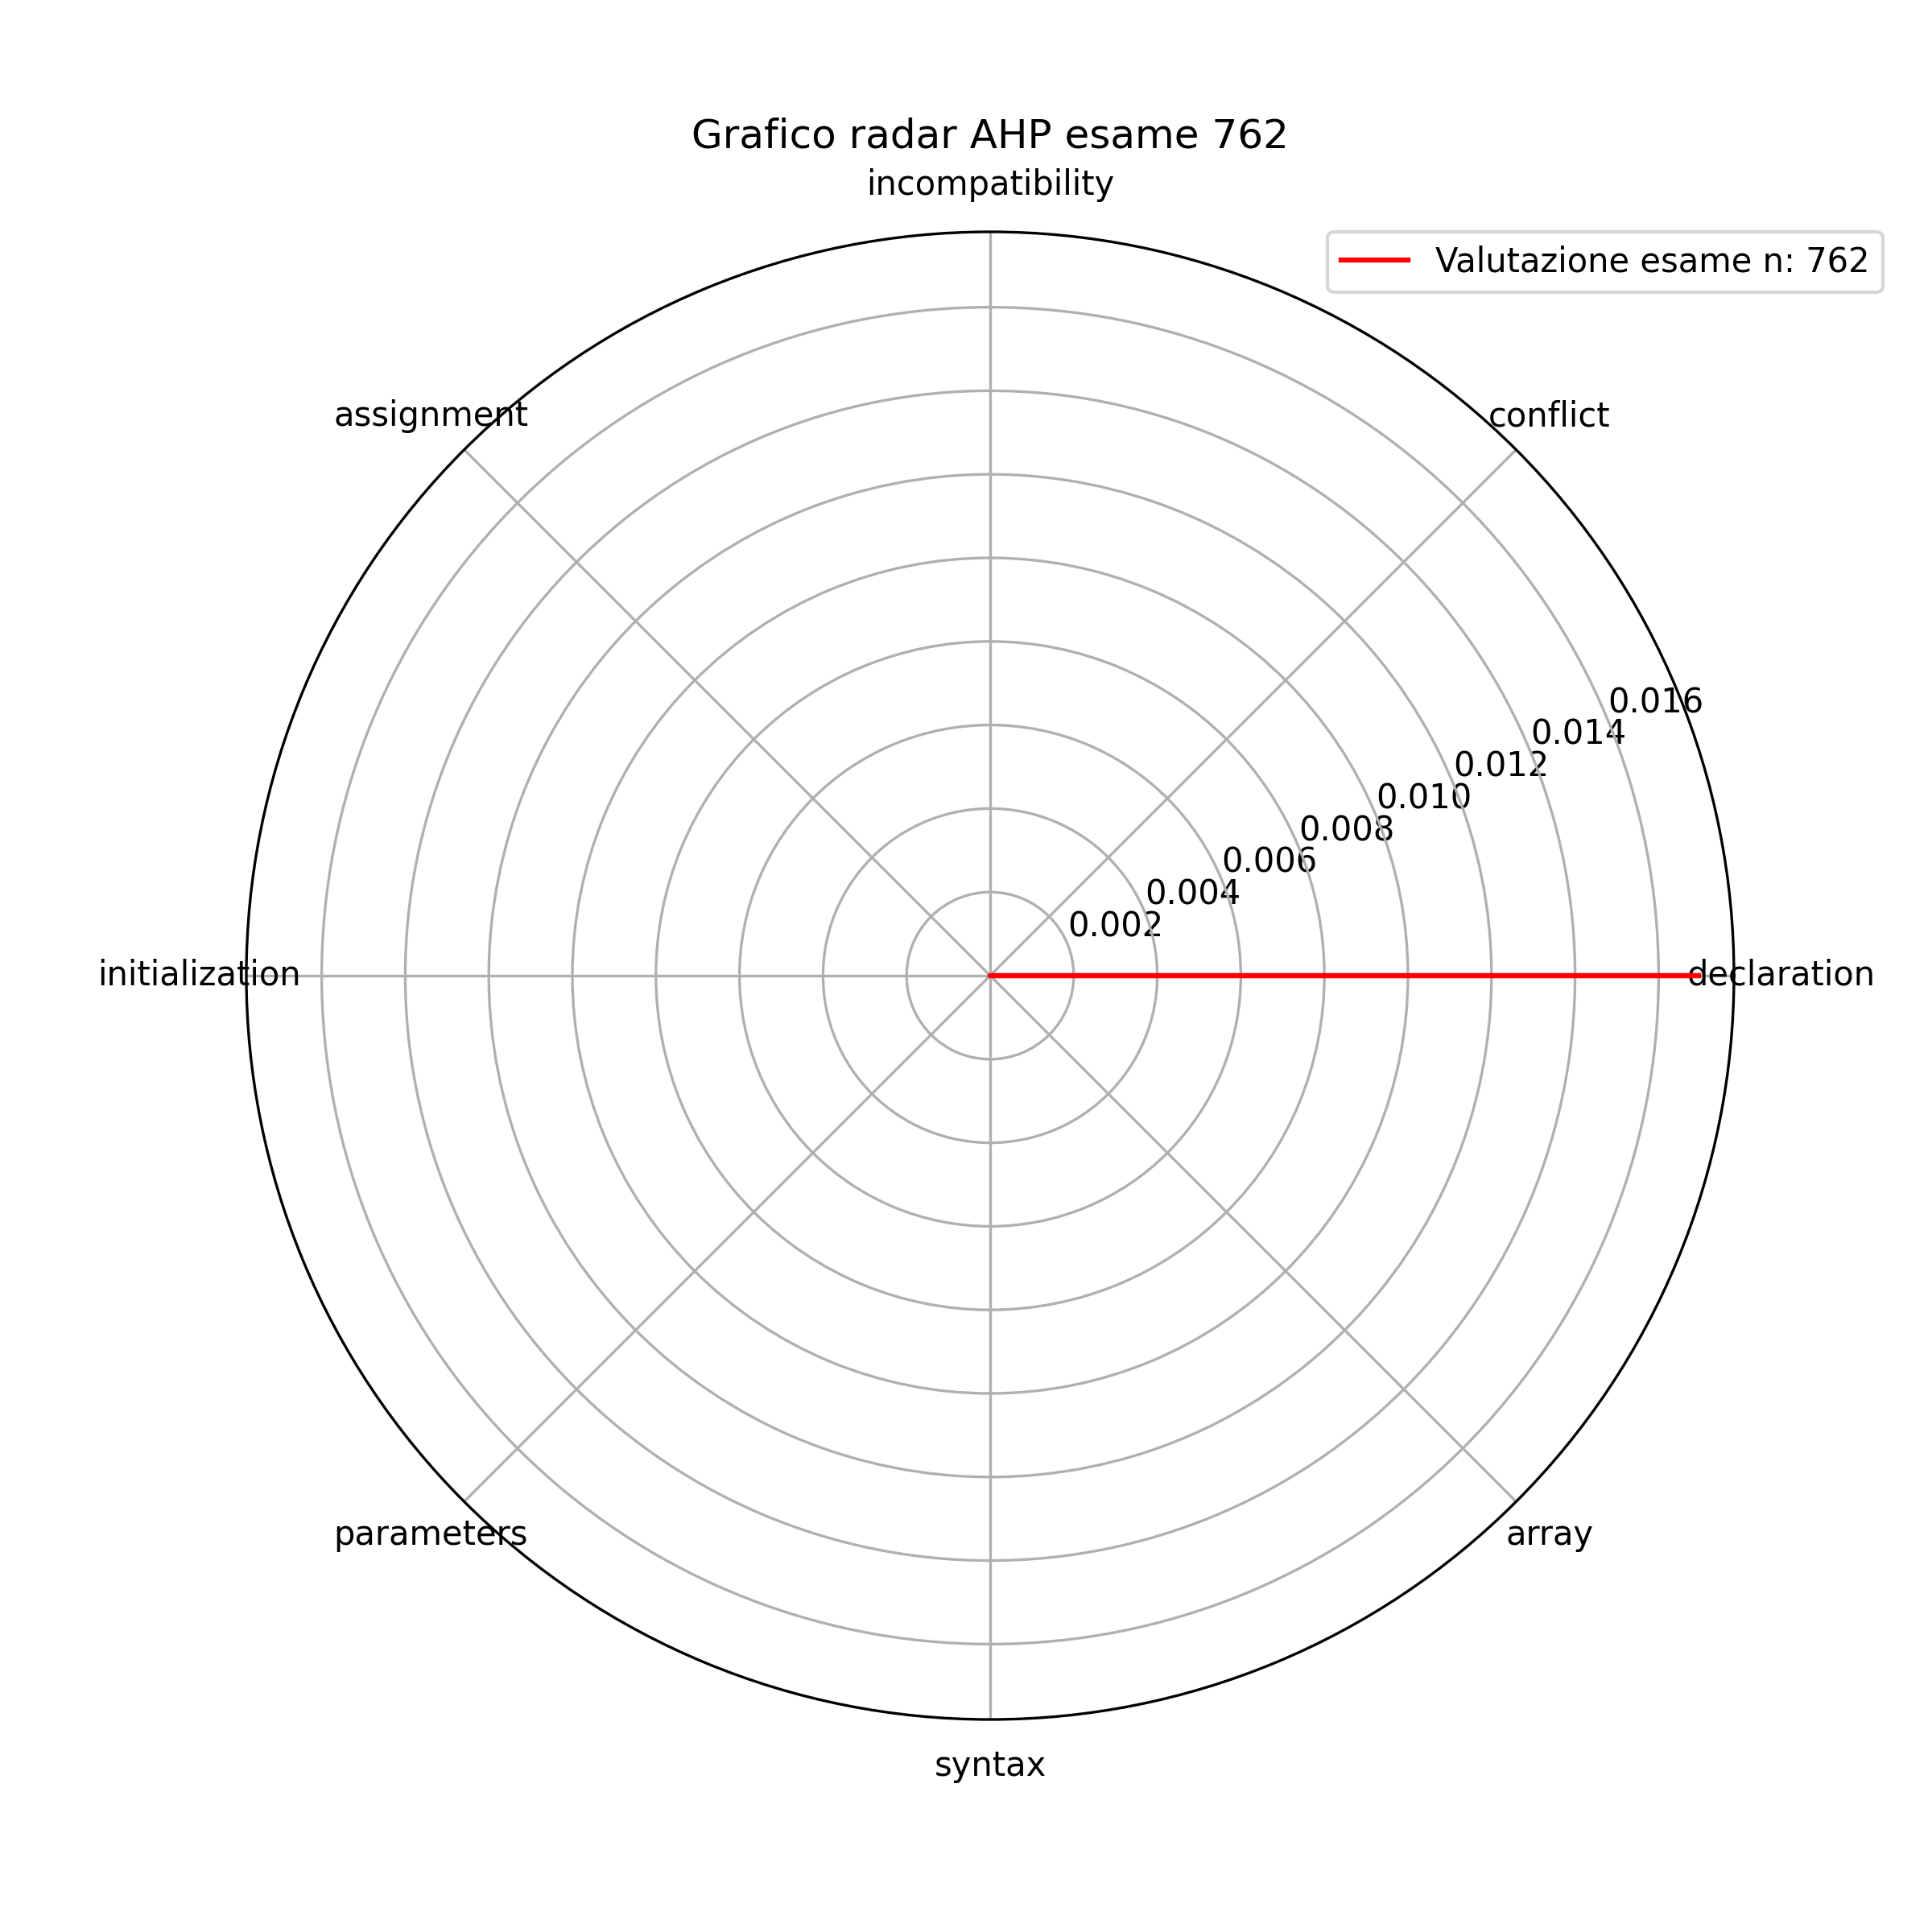 Grafico radar AHP esame 762
incompatibility
Valutazione esame n: 762
assignment
conflict
0.016
0.014
0.012
0.010
0.008
0.006
0.004
0.002
initialization
declaration
parameters
array
syntax